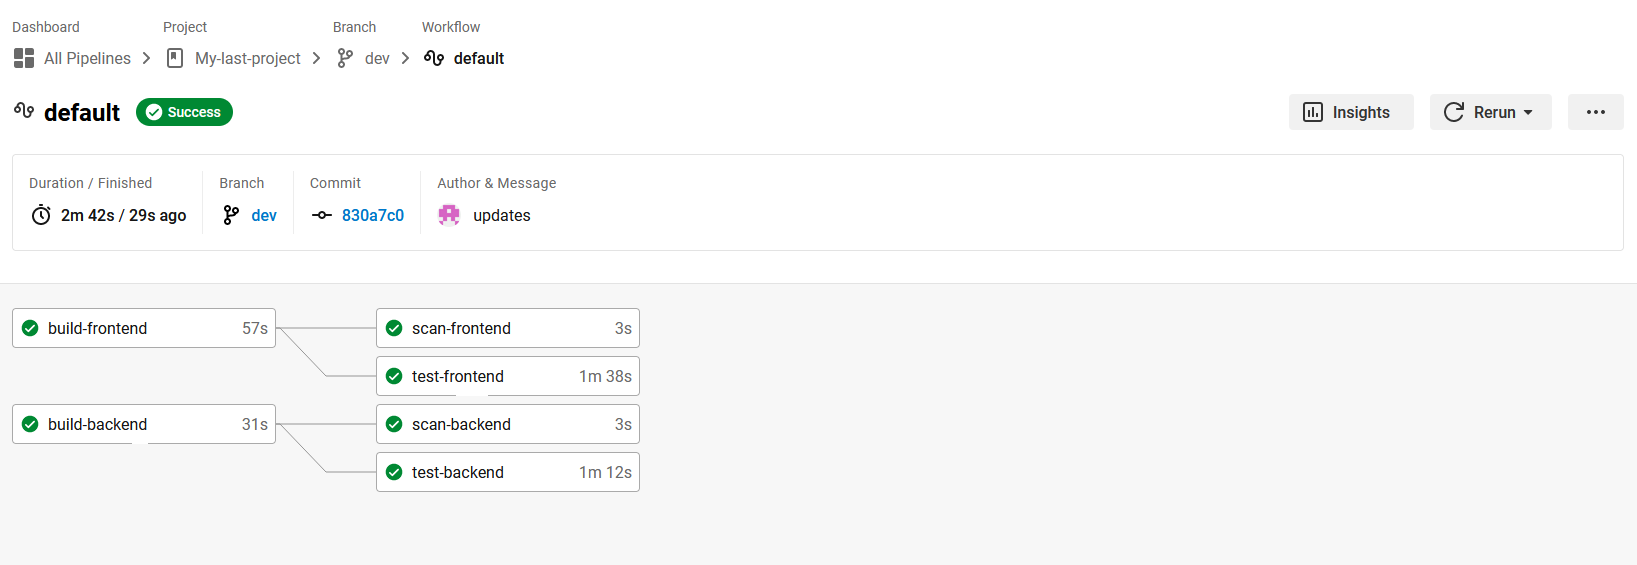 Dashboard Project Branch Workflow
All Pipelines My-last-project dev default
default Success Insights Rerun
Duration / Finished Branch Commit Author & Message
2m 42s / 29s ago dev 830a7c0 updates
build-frontend 57s scan-frontend 3s
test-frontend 1m 38s
build-backend 31s scan-backend 3s
test-backend 1m 12s